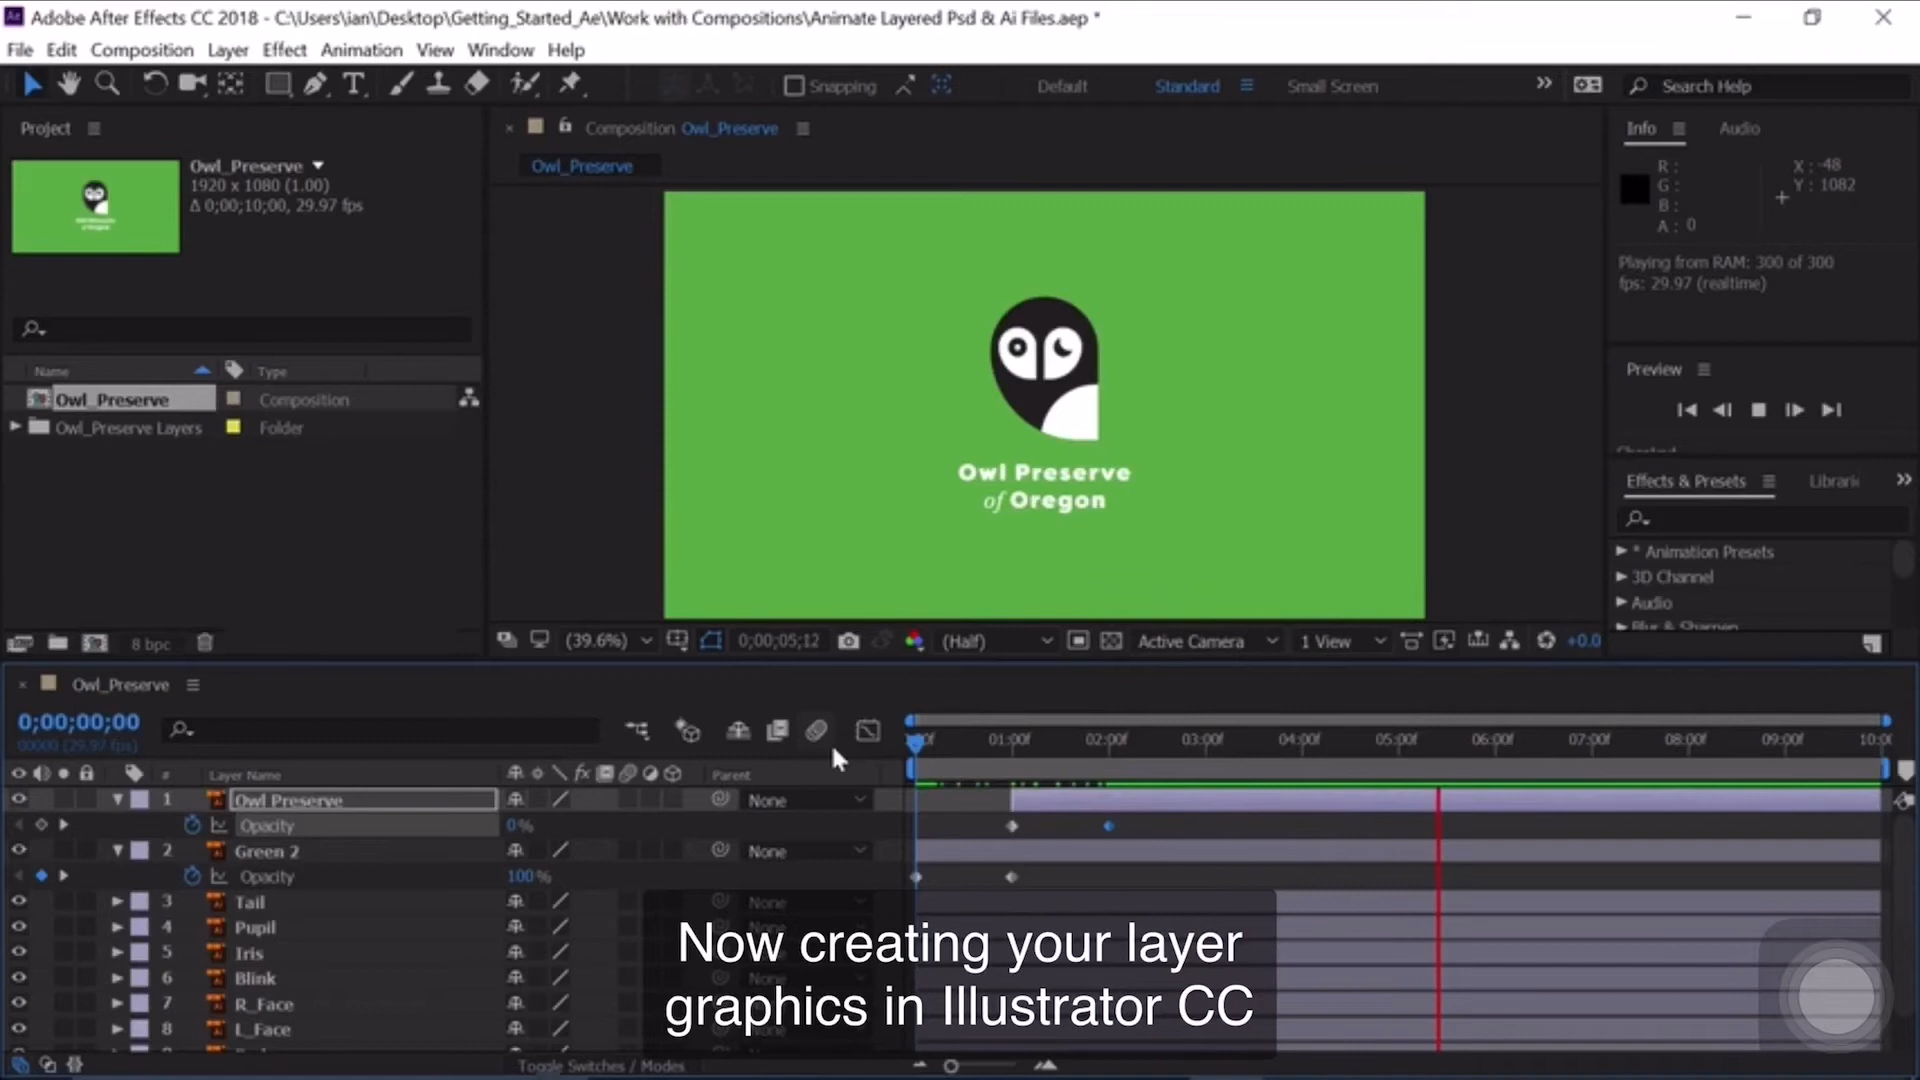 Adobe After Effects CC 2018 - C:\Users\ian\Desktop\Getting_Started_Ae\Work with Compositions\Animate Layered Psd & Ai Files.aep *
File Edit Composition Layer Effect Animation View Window Help
Snapping Default Standard Small Screen Search Help
Project
Owl_Preserve
1920 x 1080 (1.00)
Δ 0;00;10;00, 29.97 fps
Name Type
Owl_Preserve Composition
Owl_Preserve Layers Folder
8 bpc
Composition Owl_Preserve
Owl_Preserve
Owl Preserve
of Oregon
(39.6%) 0;00;05;12 (Half) Active Camera 1 View +0.0
Info Audio
R :
G :
B :
A : 0
X : -48
Y : 1082
Playing from RAM: 300 of 300
fps: 29.97 (realtime)
Preview
Effects & Presets Librari
* Animation Presets
3D Channel
Audio
Blur & Sharpen
Owl_Preserve
0;00;00;00
00000 (29.97 fps)
01:00f 02:00f 03:00f 04:00f 05:00f 06:00f 07:00f 08:00f 09:00f 10:0
# Layer Name fx Parent
1 Owl Preserve None
Opacity 0%
2 Green 2 None
Opacity 100%
3 Tail None
4 Pupil
5 Iris
6 Blink
7 R_Face
8 L_Face
Toggle Switches / Modes
Now creating your layer
graphics in Illustrator CC